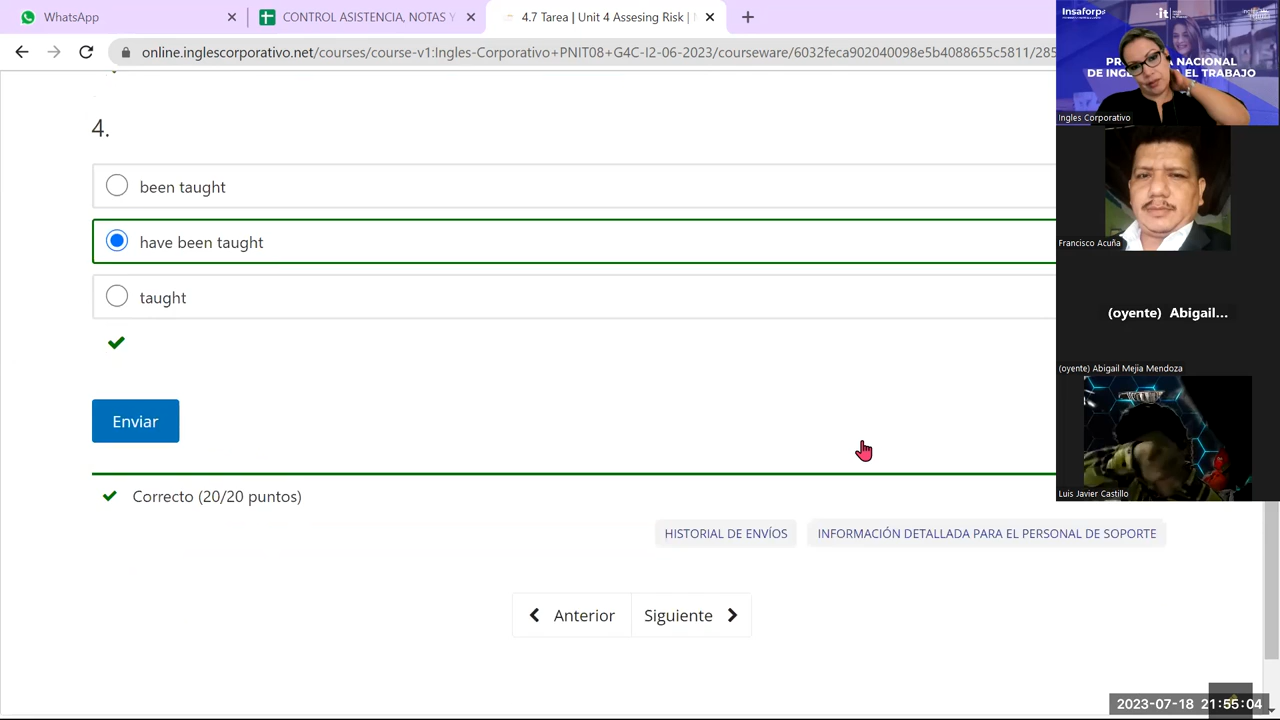 WhatsApp
CONTROL ASISTENCIA Y NOTAS
4.7 Tarea | Unit 4 Assesing Risk |
online.inglescorporativo.net/courses/course-v1:Ingles-Corporativo+PNIT08+G4C-I2-06-2023/courseware/6032feca902040098e5b4088655c5811/285
4.
been taught
have been taught
taught
Enviar
Correcto (20/20 puntos)
HISTORIAL DE ENVÍOS
INFORMACIÓN DETALLADA PARA EL PERSONAL DE SOPORTE
Anterior
Siguiente
Insaforp
it
NACIONAL
DE INGL EL TRABAJO
Ingles Corporativo
Francisco Acuña
(oyente) Abigail...
(oyente) Abigail Mejia Mendoza
Luis Javier Castillo
2023-07-18 21:55:04